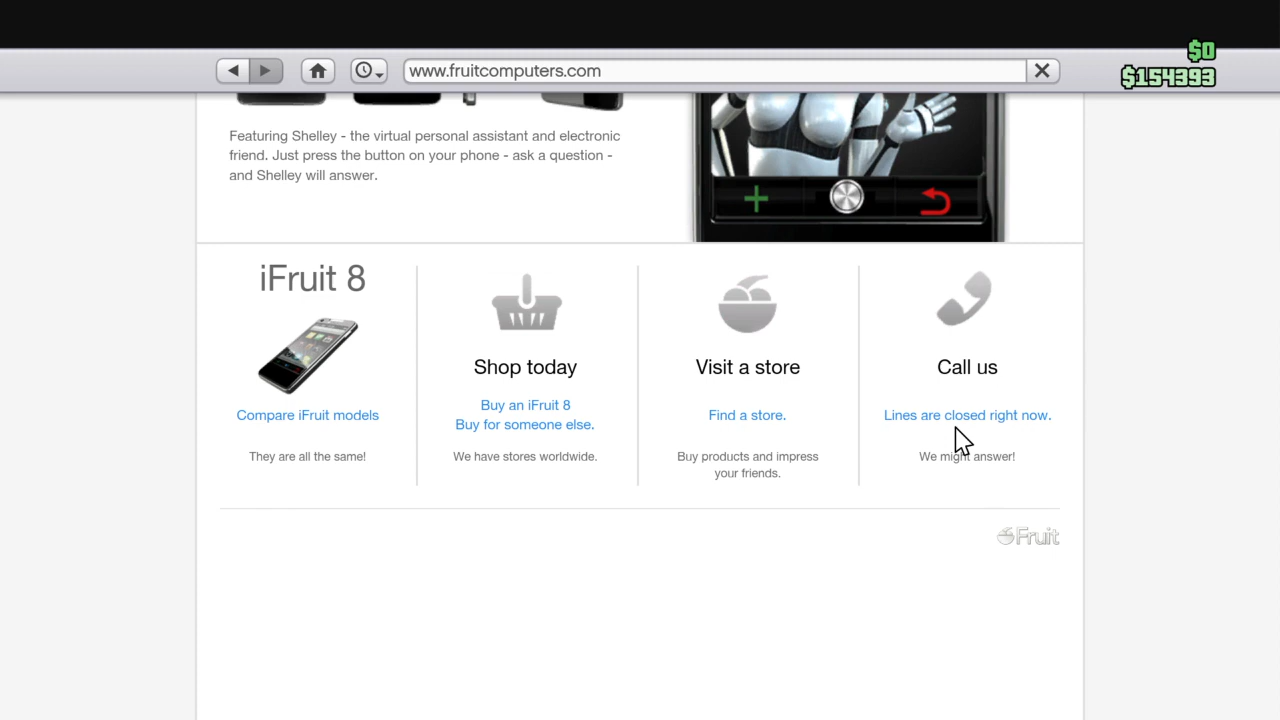 $0
www.fruitcomputers.com
$154393
Featuring Shelley - the virtual personal assistant and electronic
friend. Just press the button on your phone - ask a question -
and Shelley will answer.
iFruit 8
Compare iFruit models
They are all the same!
Shop today
Buy an iFruit 8
Buy for someone else.
We have stores worldwide.
Visit a store
Find a store.
Buy products and impress
your friends.
Call us
Lines are closed right now.
We might answer!
Fruit